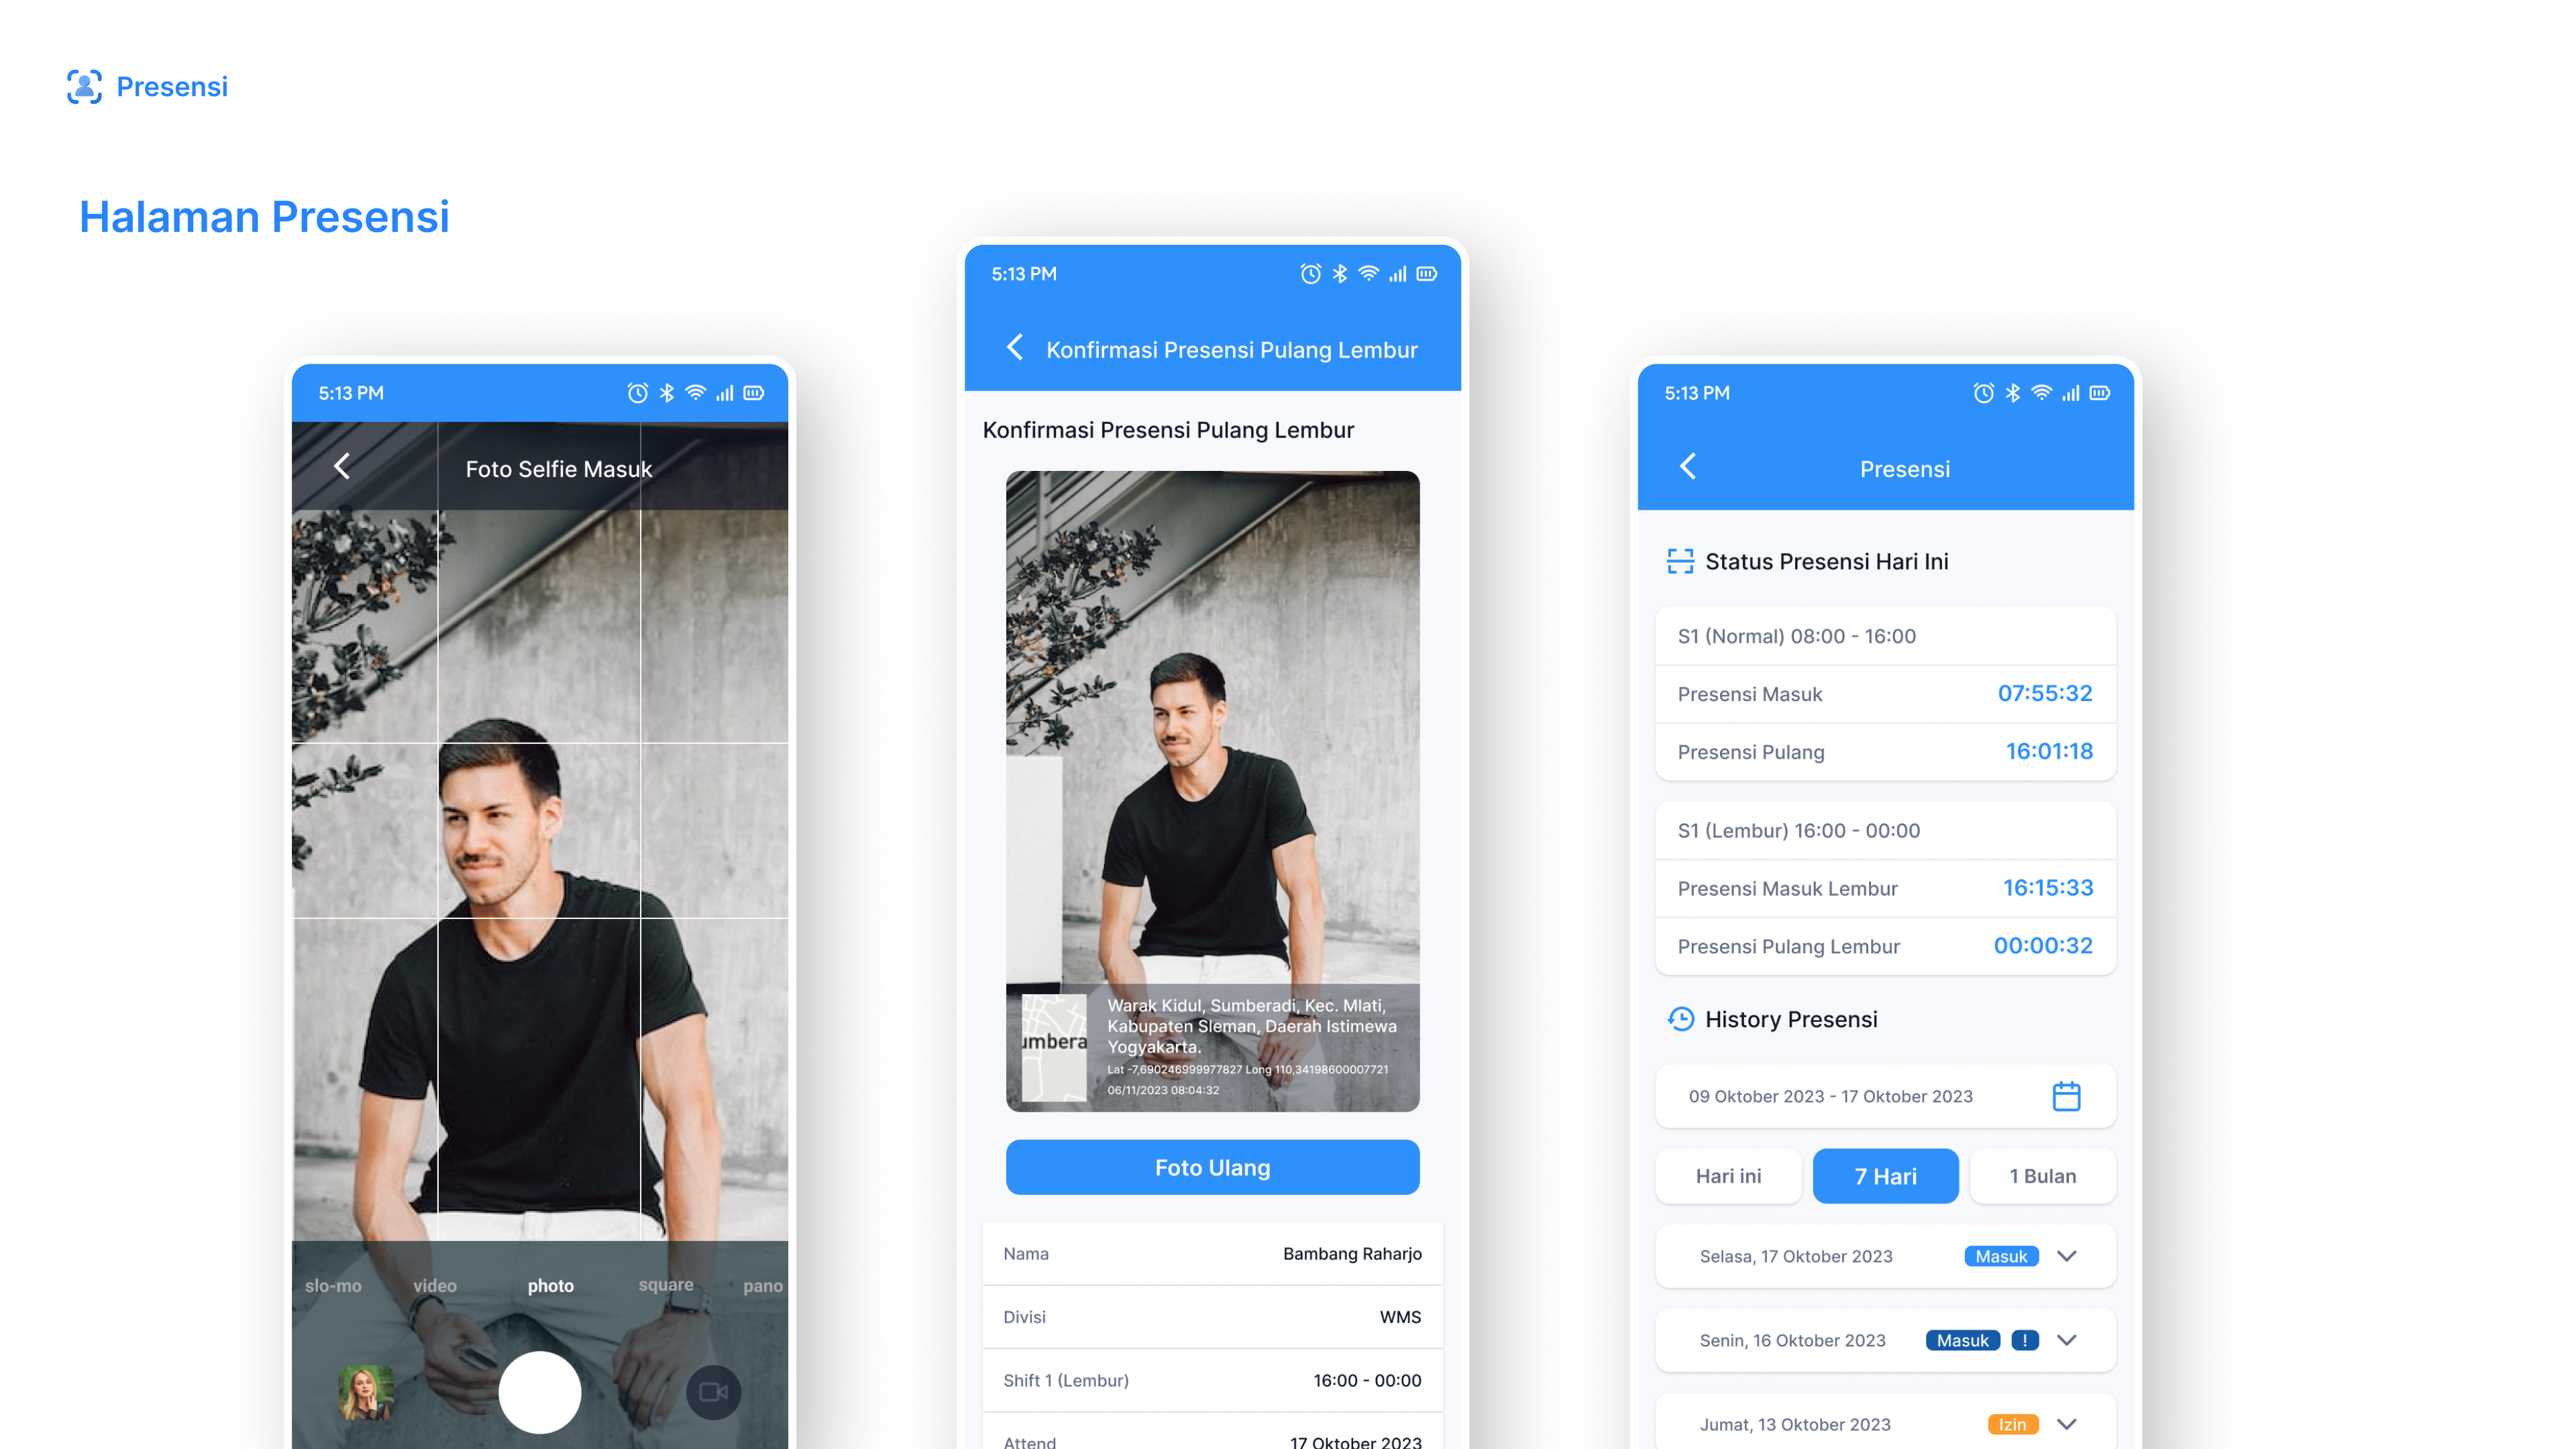 Presensi
Halaman Presensi
5:13 PM
Foto Selfie Masuk
slo-mo video photo square pano
5:13 PM
Konfirmasi Presensi Pulang Lembur
Konfirmasi Presensi Pulang Lembur
umbera
Warak Kidul, Sumberadi, Kec. Mlati,
Kabupaten Sleman, Daerah Istimewa
Yogyakarta.
Lat -7,690246999977827 Long 110,34198600007721
06/11/2023 08:04:32
Foto Ulang
Nama Bambang Raharjo
Divisi WMS
Shift 1 (Lembur) 16:00 - 00:00
Attend 17 Oktober 2023
5:13 PM
Presensi
Status Presensi Hari Ini
S1 (Normal) 08:00 - 16:00
Presensi Masuk 07:55:32
Presensi Pulang 16:01:18
S1 (Lembur) 16:00 - 00:00
Presensi Masuk Lembur 16:15:33
Presensi Pulang Lembur 00:00:32
History Presensi
09 Oktober 2023 - 17 Oktober 2023
Hari ini 7 Hari 1 Bulan
Selasa, 17 Oktober 2023 Masuk
Senin, 16 Oktober 2023 Masuk !
Jumat, 13 Oktober 2023 Izin